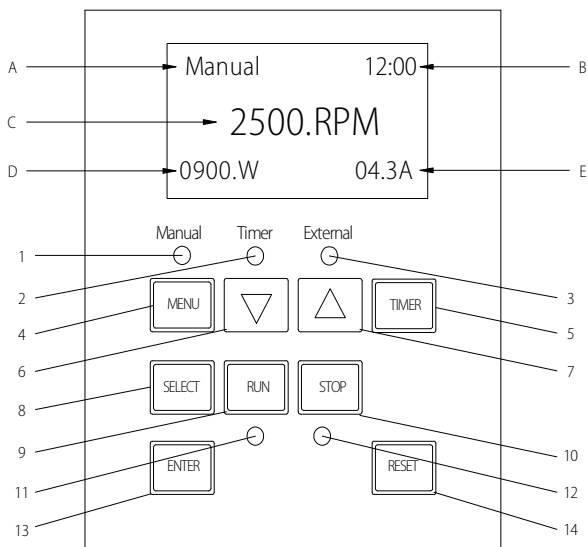 A Manual 12:00 B
C 2500.RPM
D 0900.W 04.3A E
Manual Timer External
1
2 3
4 MENU TIMER 5
6 7
8 SELECT RUN STOP
9 10
11 12
13 ENTER RESET 14